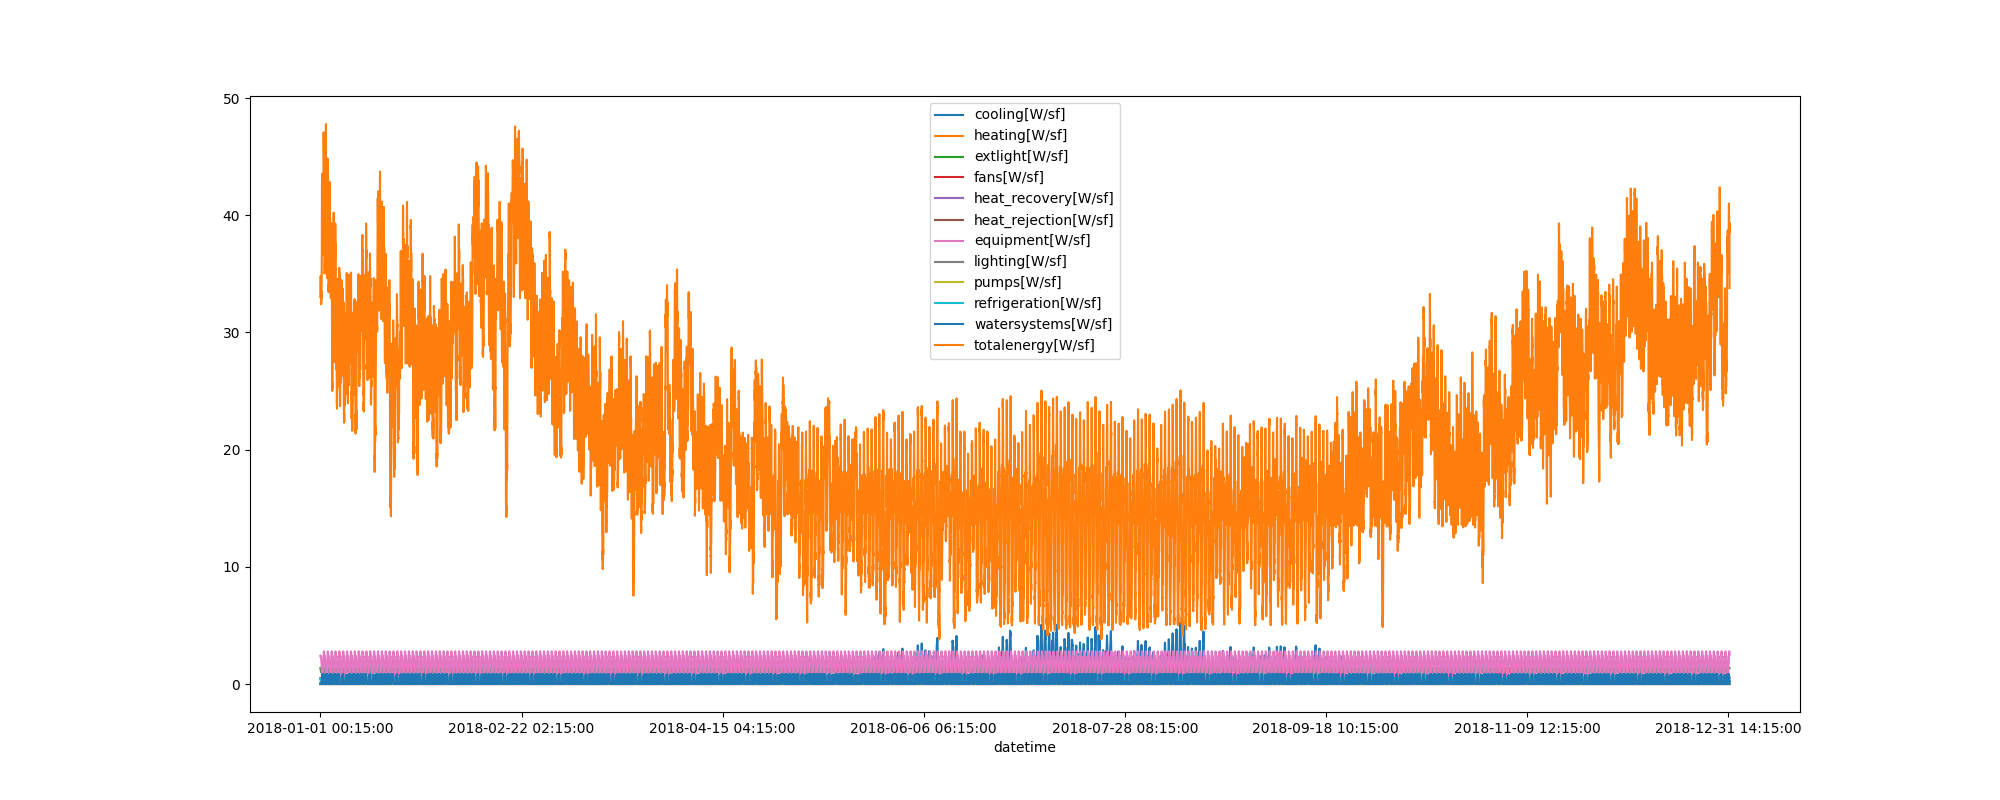 50
40
30
20
10
0
cooling[W/sf]
heating[W/sf]
extlight[W/sf]
fans[W/sf]
heat_recovery[W/sf]
heat_rejection[W/sf]
equipment[W/sf]
lighting[W/sf]
pumps[W/sf]
refrigeration[W/sf]
watersystems[W/sf]
totalenergy[W/sf]
2018-01-01 00:15:00 2018-02-22 02:15:00 2018-04-15 04:15:00 2018-06-06 06:15:00 2018-07-28 08:15:00 2018-09-18 10:15:00 2018-11-09 12:15:00 2018-12-31 14:15:00
datetime